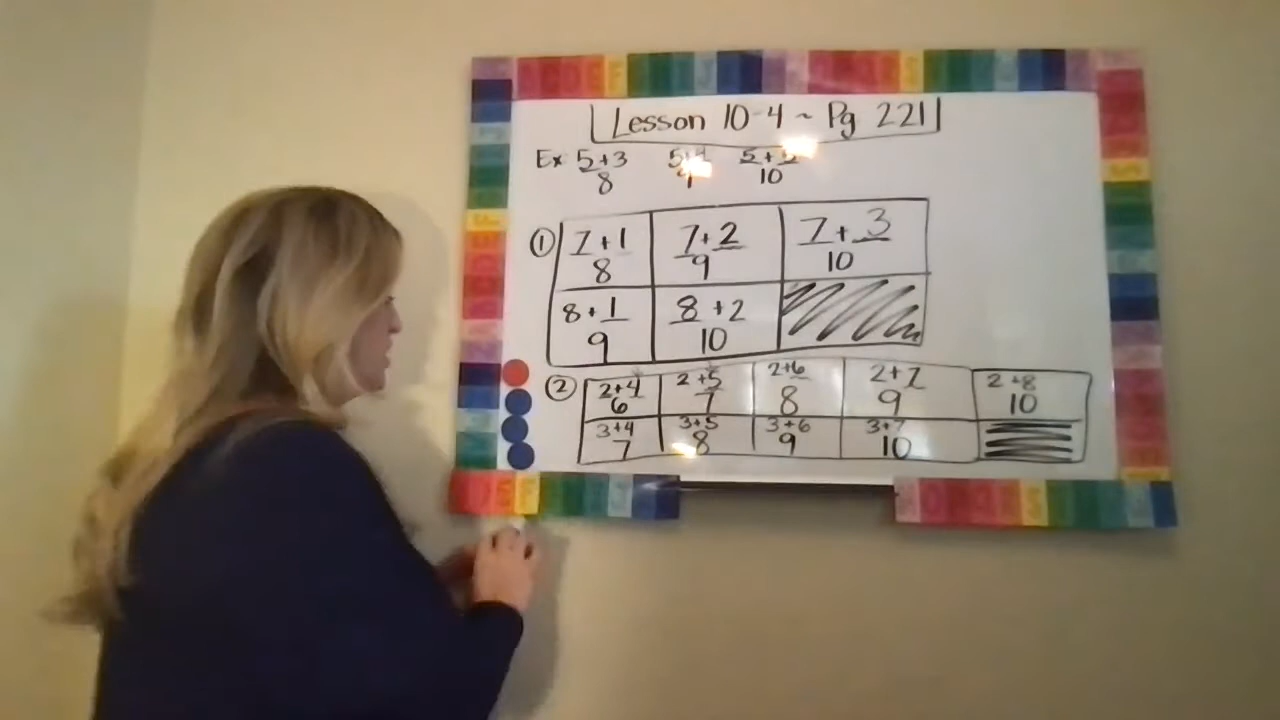 Lesson 10-4 ~ Pg 221
Ex: 5+3 5+ 5+
8 10
① 7+1 7+2 7+3
8 9 10
8+1 8+2
9 10
② 2+4 2+5 2+6 2+7 2+8
6 7 8 9 10
3+4 3+5 3+6 3+7
7 8 9 10